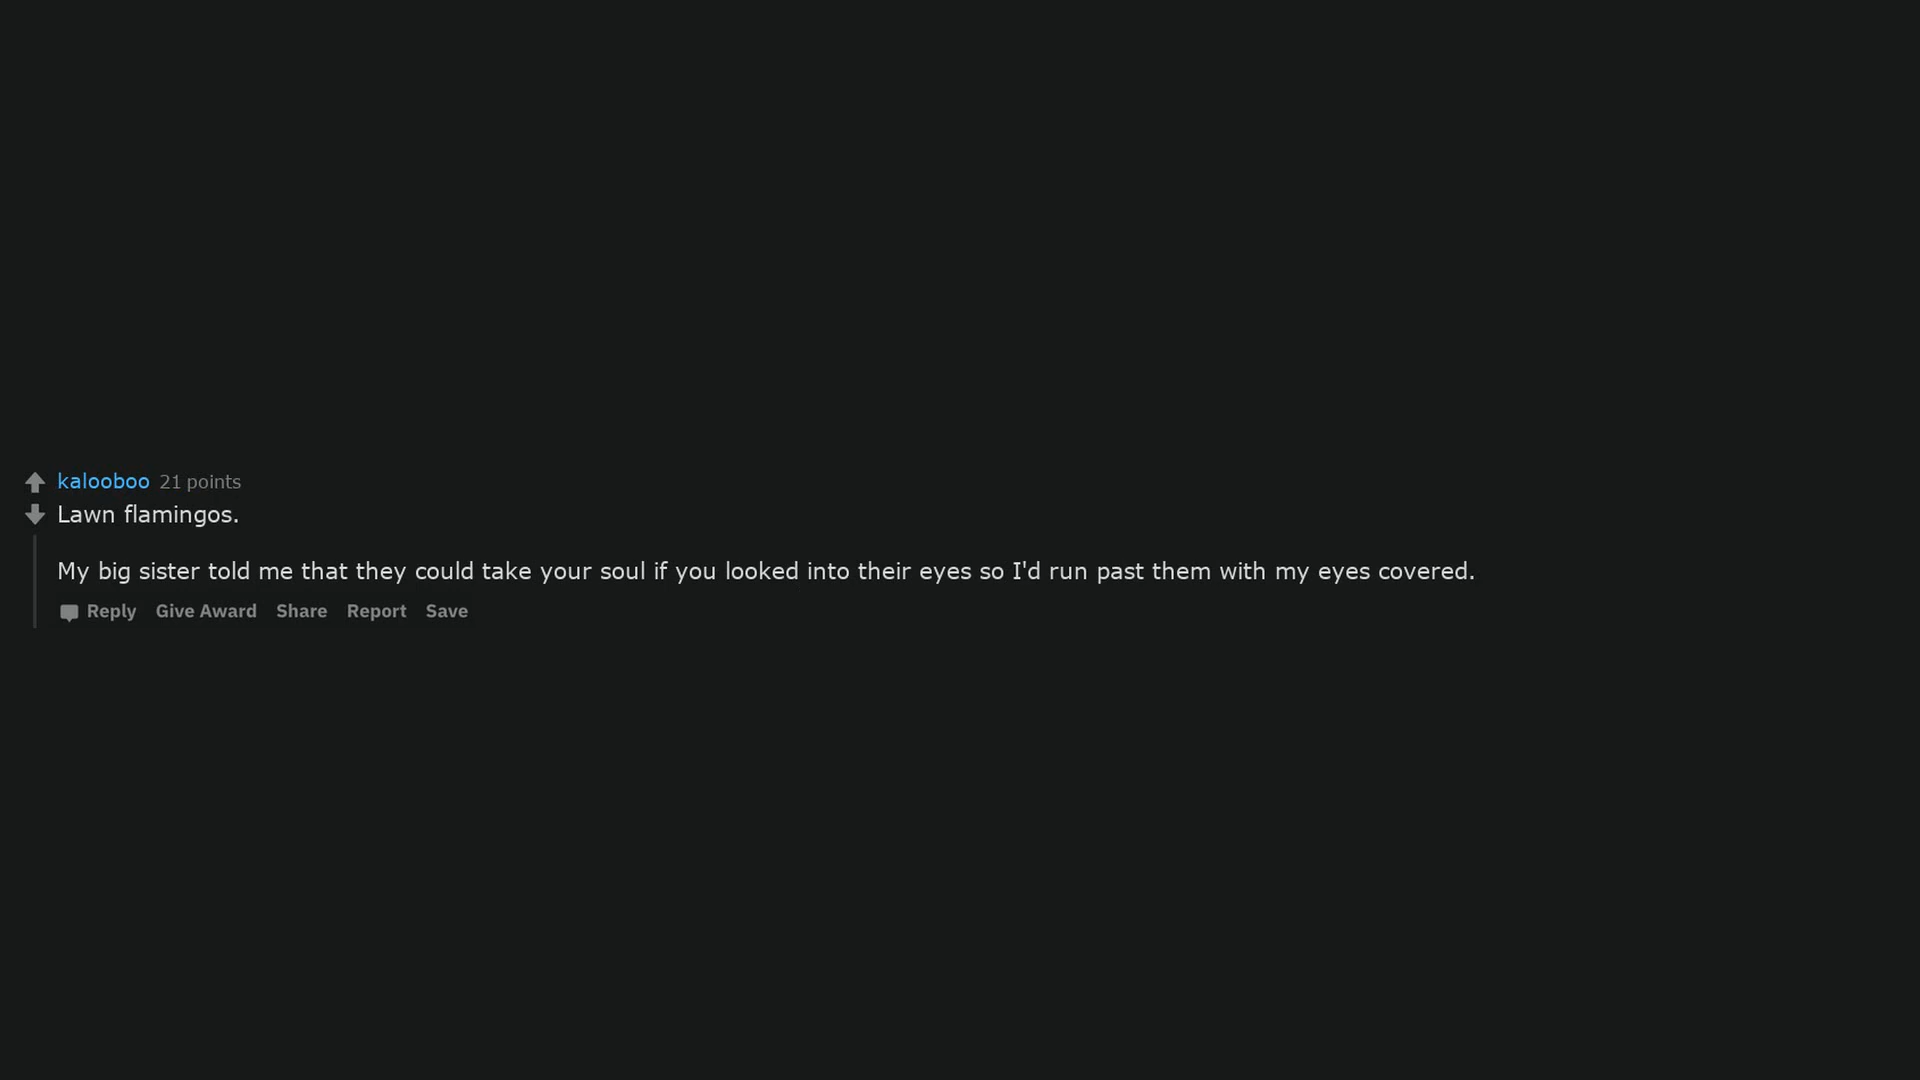 kalooboo 21 points
Lawn flamingos.
My big sister told me that they could take your soul if you looked into their eyes so I'd run past them with my eyes covered.
Reply Give Award Share Report Save